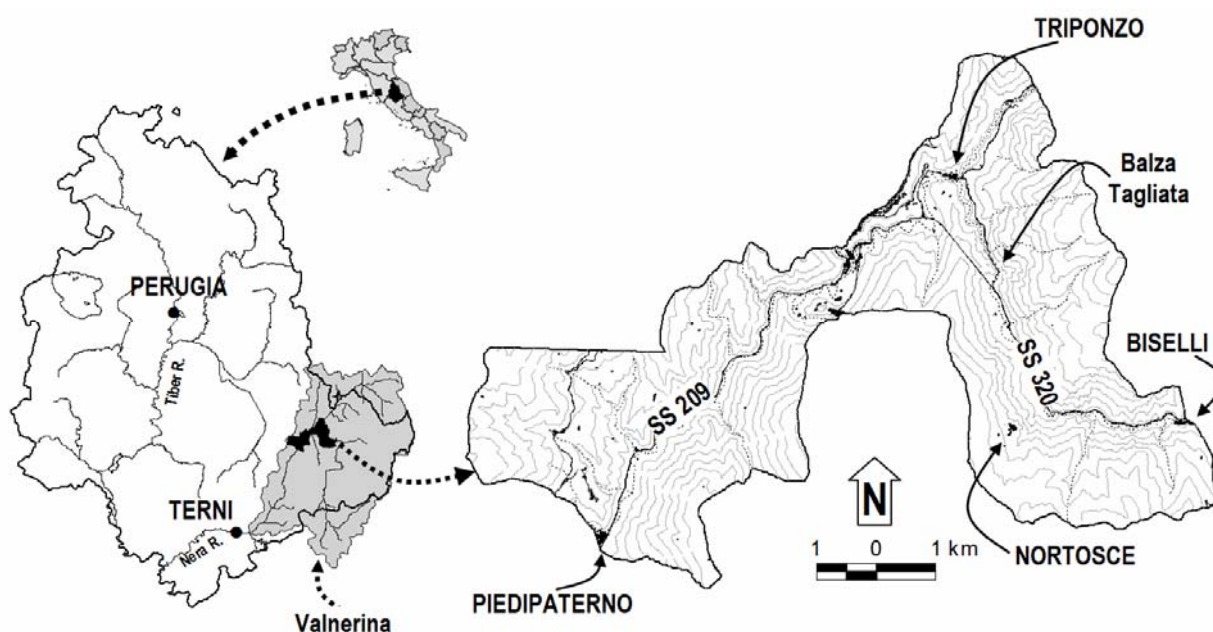 TRIPONZO
Balza
Tagliata
PERUGIA
Tiber R.
BISELLI
SS 209
SS 320
TERNI
Nera R.
N
1 0 1 km
NORTOSCE
PIEDIPATERNO
Valnerina